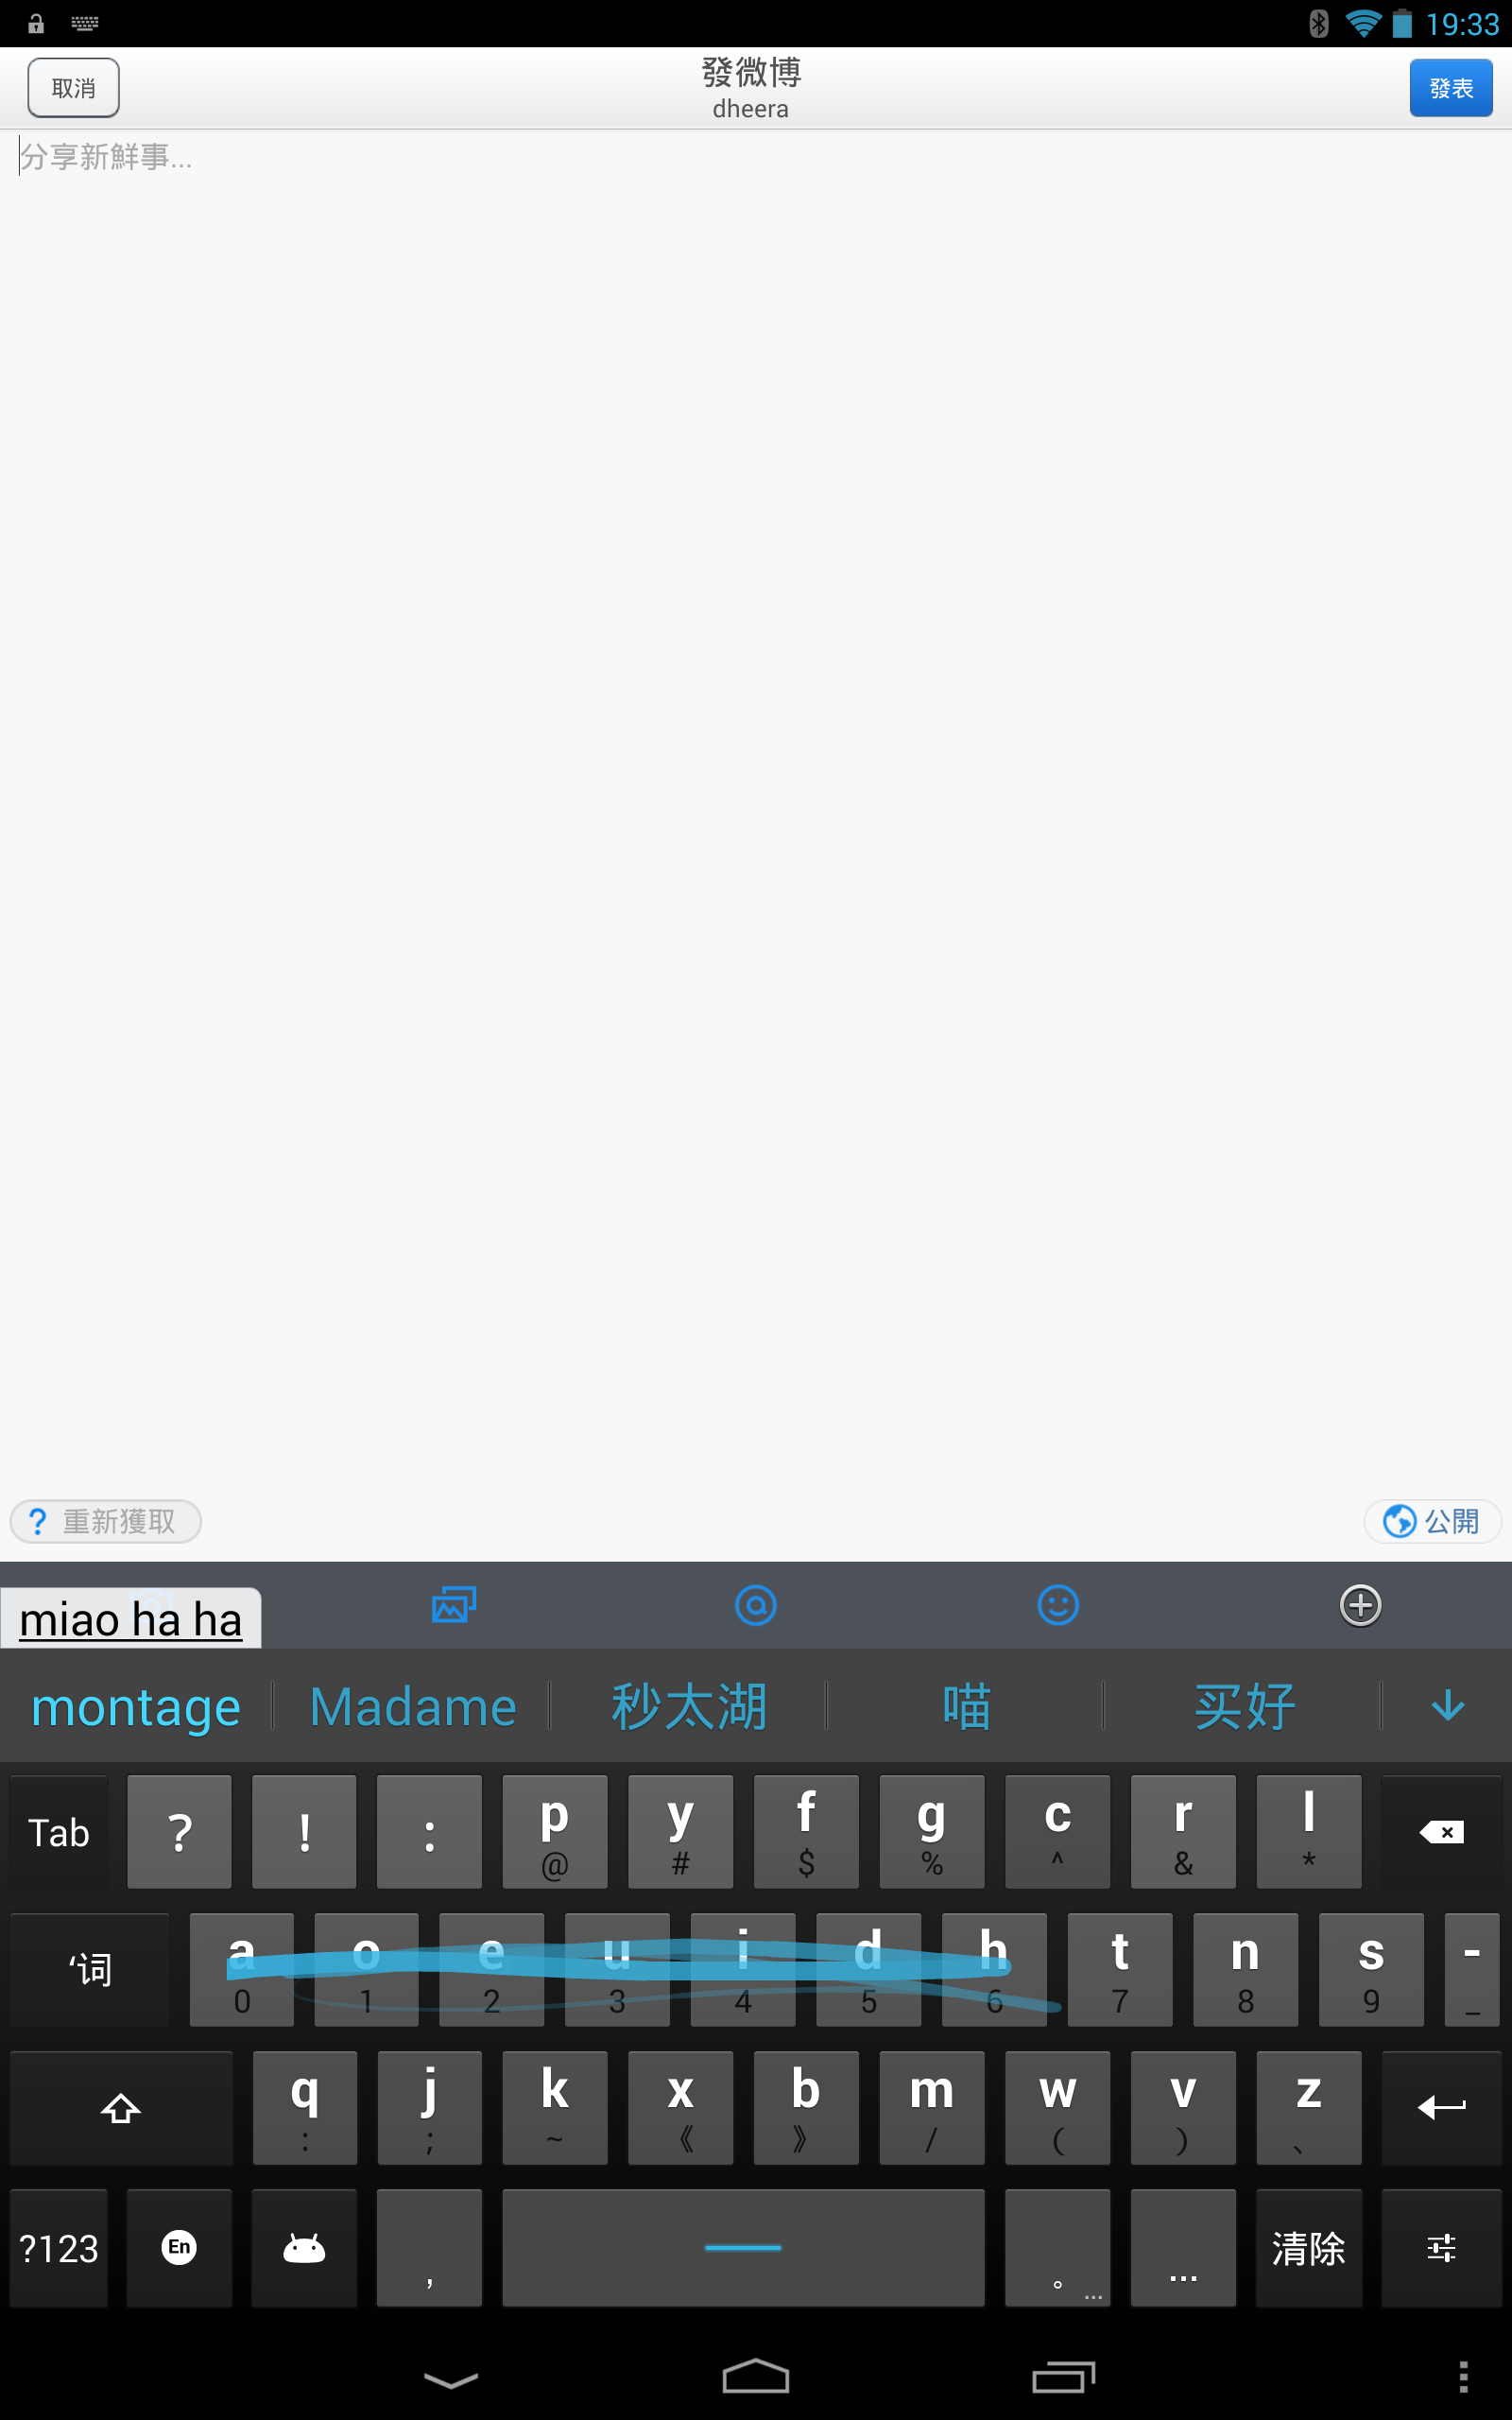 19:33
取消
發微博
dheera
發表
分享新鮮事...
? 重新獲取
公開
miao ha ha
montage Madame 秒太湖 喵 买好
Tab ? ! : p y f g c r l
@ # $ % ^ & *
‘词 a o e u i d h t n s -
0 1 2 3 4 5 6 7 8 9 _
q j k x b m w v z
: ; ~ 《 》 / ( ) 、
?123 En , 。 ... ... 清除